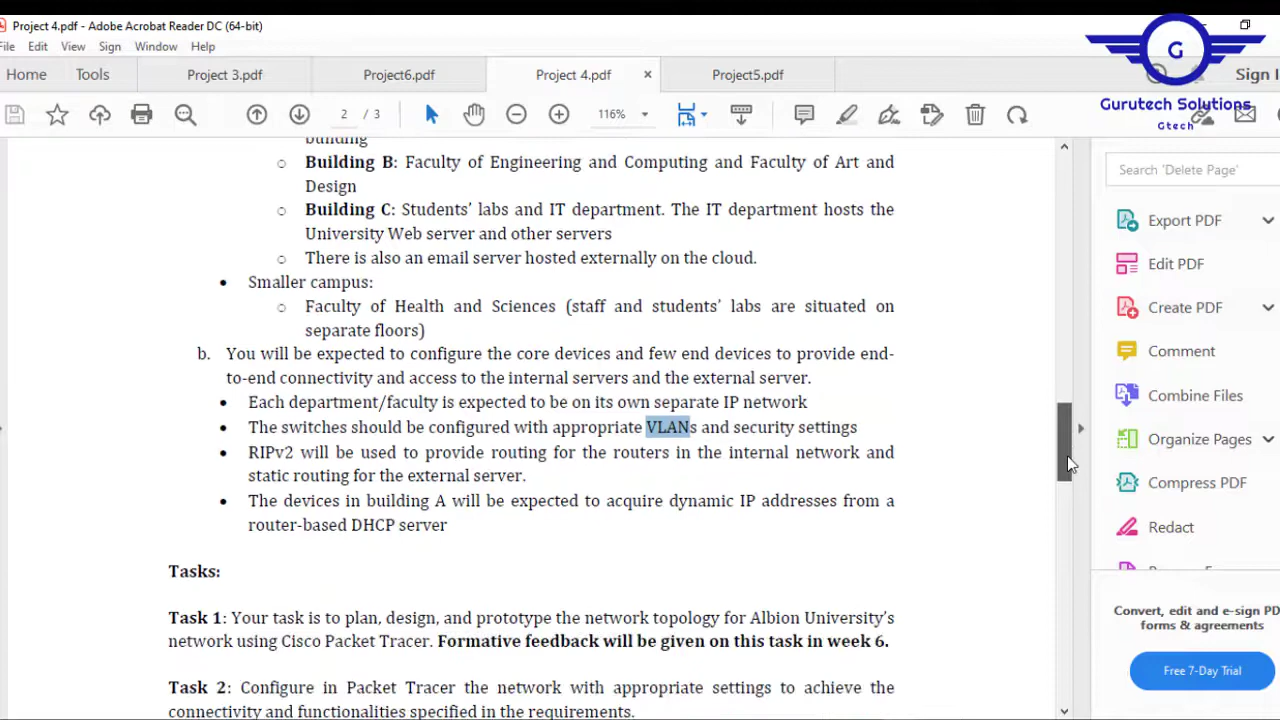 Project 4.pdf - Adobe Acrobat Reader DC (64-bit)
File Edit View Sign Window Help
Home Tools Project 3.pdf Project6.pdf Project 4.pdf × Project5.pdf Sign I
2 / 3 116%
G
Gurutech Solutions
Gtech
building
○ Building B: Faculty of Engineering and Computing and Faculty of Art and
Design
○ Building C: Students’ labs and IT department. The IT department hosts the
University Web server and other servers
○ There is also an email server hosted externally on the cloud.
• Smaller campus:
○ Faculty of Health and Sciences (staff and students’ labs are situated on
separate floors)
b. You will be expected to configure the core devices and few end devices to provide end-
to-end connectivity and access to the internal servers and the external server.
• Each department/faculty is expected to be on its own separate IP network
• The switches should be configured with appropriate VLANs and security settings
• RIPv2 will be used to provide routing for the routers in the internal network and
static routing for the external server.
• The devices in building A will be expected to acquire dynamic IP addresses from a
router-based DHCP server
Tasks:
Task 1: Your task is to plan, design, and prototype the network topology for Albion University’s
network using Cisco Packet Tracer. Formative feedback will be given on this task in week 6.
Task 2: Configure in Packet Tracer the network with appropriate settings to achieve the
connectivity and functionalities specified in the requirements.
Search 'Delete Page'
Export PDF
Edit PDF
Create PDF
Comment
Combine Files
Organize Pages
Compress PDF
Redact
Convert, edit and e-sign PD
forms & agreements
Free 7-Day Trial